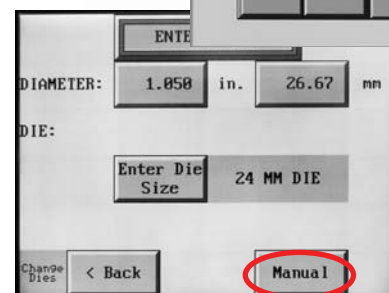 ENTE
DIAMETER: 1.050 in. 26.67 mm
DIE:
Enter Die
Size
24 MM DIE
Change
Dies
< Back
Manual